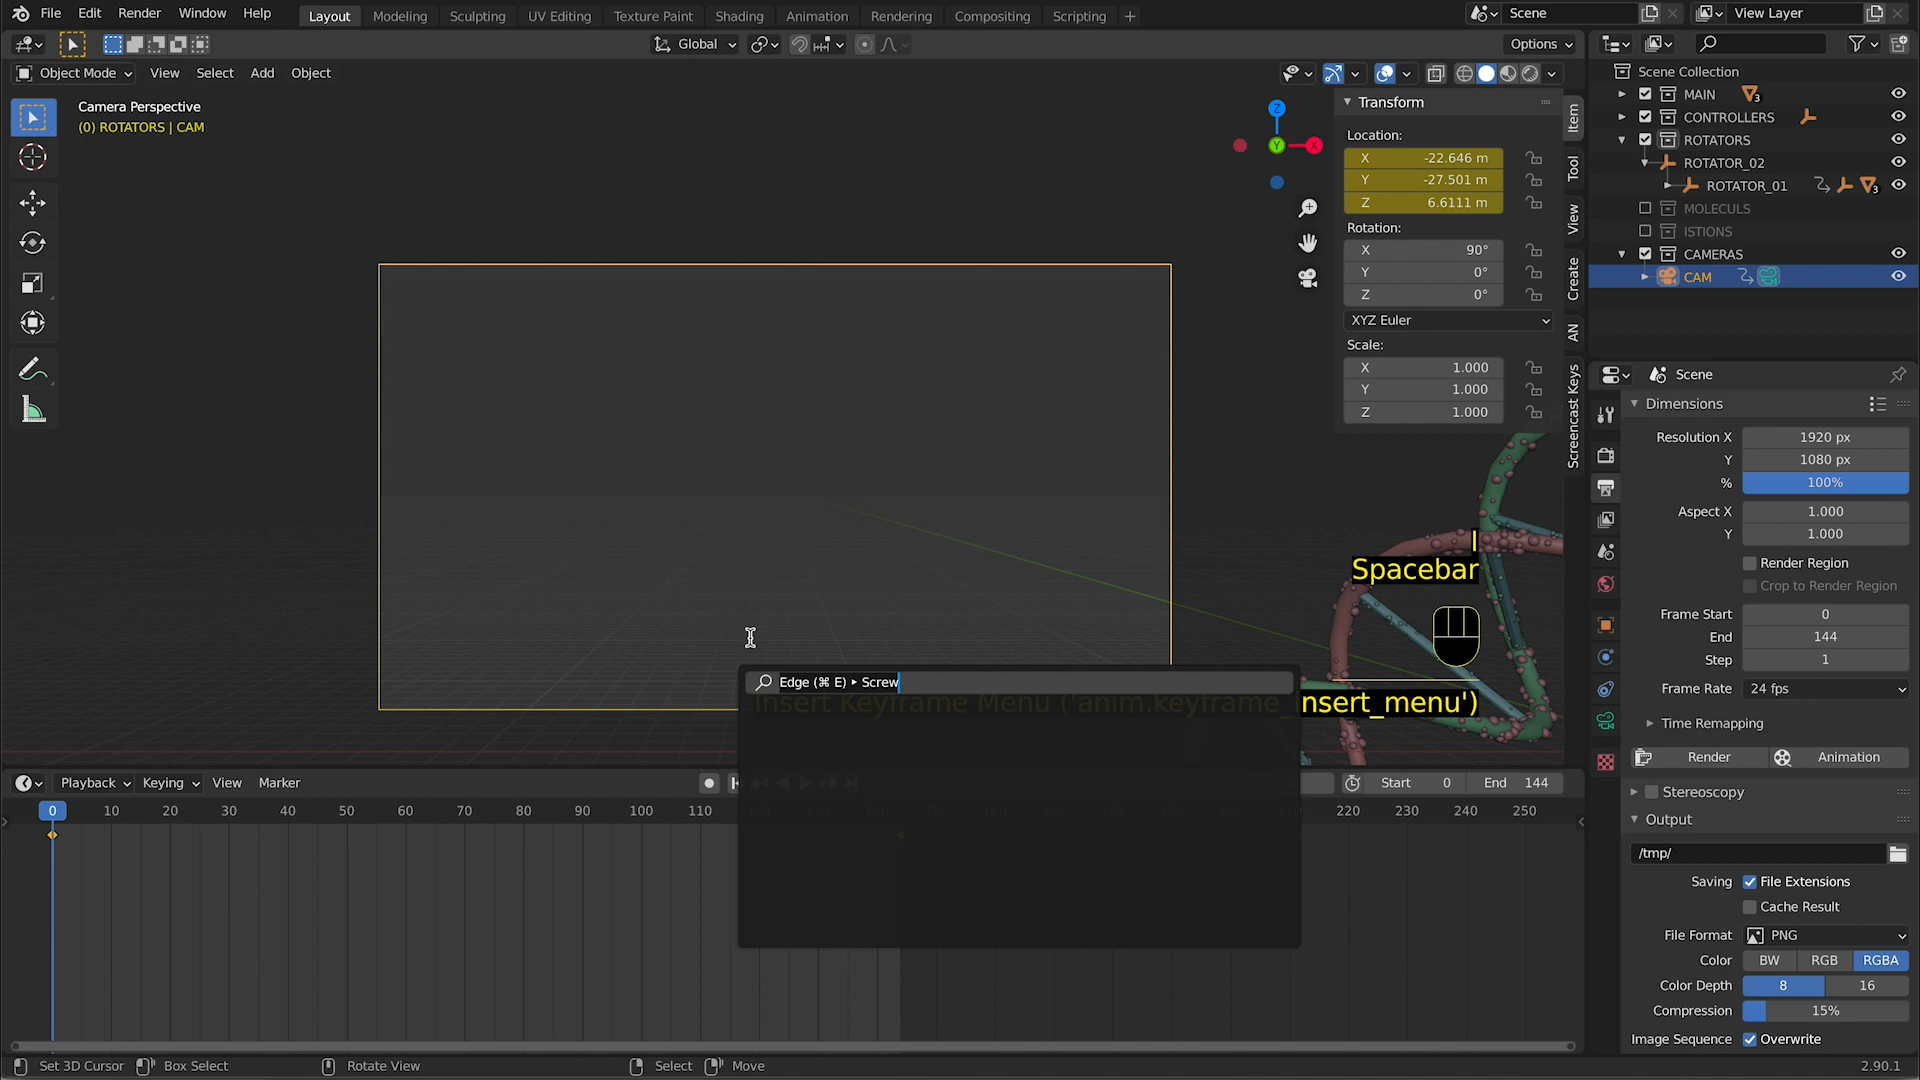 File Edit Render Window Help Layout Modeling Sculpting UV Editing Texture Paint Shading Animation Rendering Compositing Scripting + Scene View Layer
Global Options
Object Mode View Select Add Object
Camera Perspective
(0) ROTATORS | CAM
Z
Y
X
Transform
Location:
X -22.646 m
Y -27.501 m
Z 6.6111 m
Rotation:
X 90°
Y 0°
Z 0°
XYZ Euler
Scale:
X 1.000
Y 1.000
Z 1.000
Item
Tool
View
Create
AN
Screencast Keys
Scene Collection
MAIN 3
CONTROLLERS
ROTATORS
ROTATOR_02
ROTATOR_01 3
MOLECULS
ISTIONS
CAMERAS
CAM
Scene
Dimensions
Resolution X 1920 px
Y 1080 px
% 100%
Aspect X 1.000
Y 1.000
Render Region
Crop to Render Region
Frame Start 0
End 144
Step 1
Frame Rate 24 fps
Time Remapping
Render Animation
Stereoscopy
Output
/tmp/
Saving File Extensions
Cache Result
File Format PNG
Color BW RGB RGBA
Color Depth 8 16
Compression 15%
Image Sequence Overwrite
I
Spacebar
Edge (⌘ E) ▸ Screw
Insert Keyframe Menu ('anim.keyframe_insert_menu')
Playback Keying View Marker Start 0 End 144
0 10 20 30 40 50 60 70 80 90 100 110 220 230 240 250
Set 3D Cursor Box Select Rotate View Select Move 2.90.1